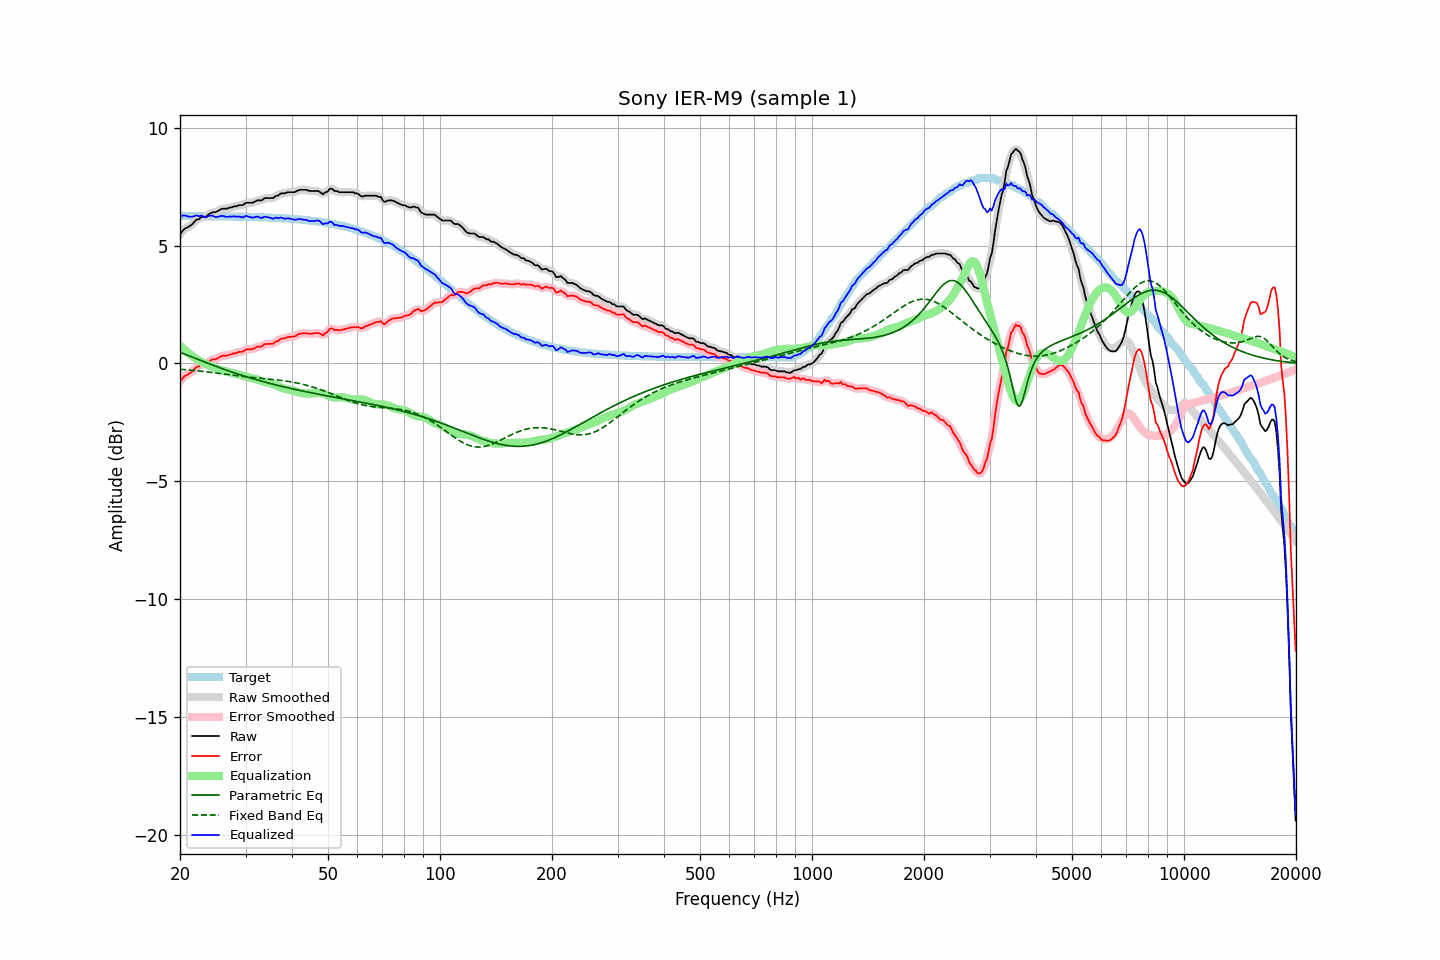 Sony IER-M9 (sample 1)
10
5
0
−5
−10
−15
−20
Amplitude (dBr)
Target
Raw Smoothed
Error Smoothed
Raw
Error
Equalization
Parametric Eq
Fixed Band Eq
Equalized
20 50 100 200 500 1000 2000 5000 10000 20000
Frequency (Hz)